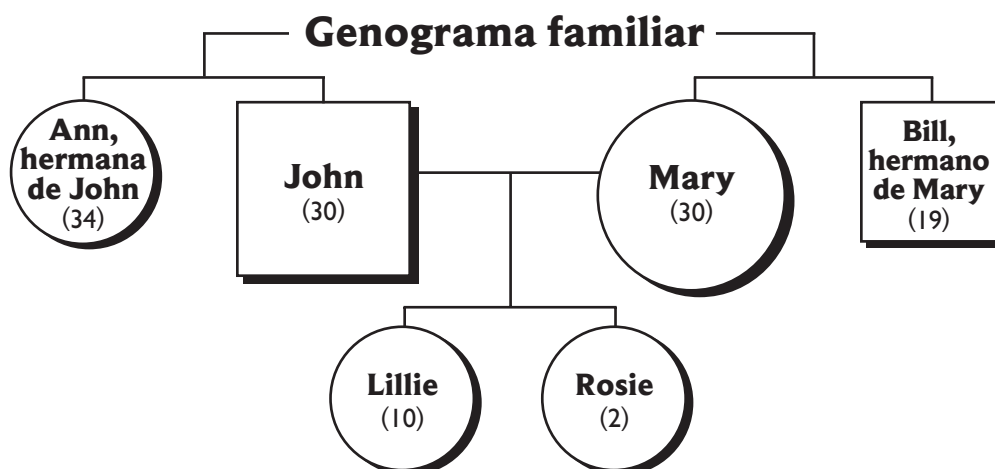 Genograma familiar
Ann,
hermana
de John
(34)
John
(30)
Mary
(30)
Bill,
hermano
de Mary
(19)
Lillie
(10)
Rosie
(2)